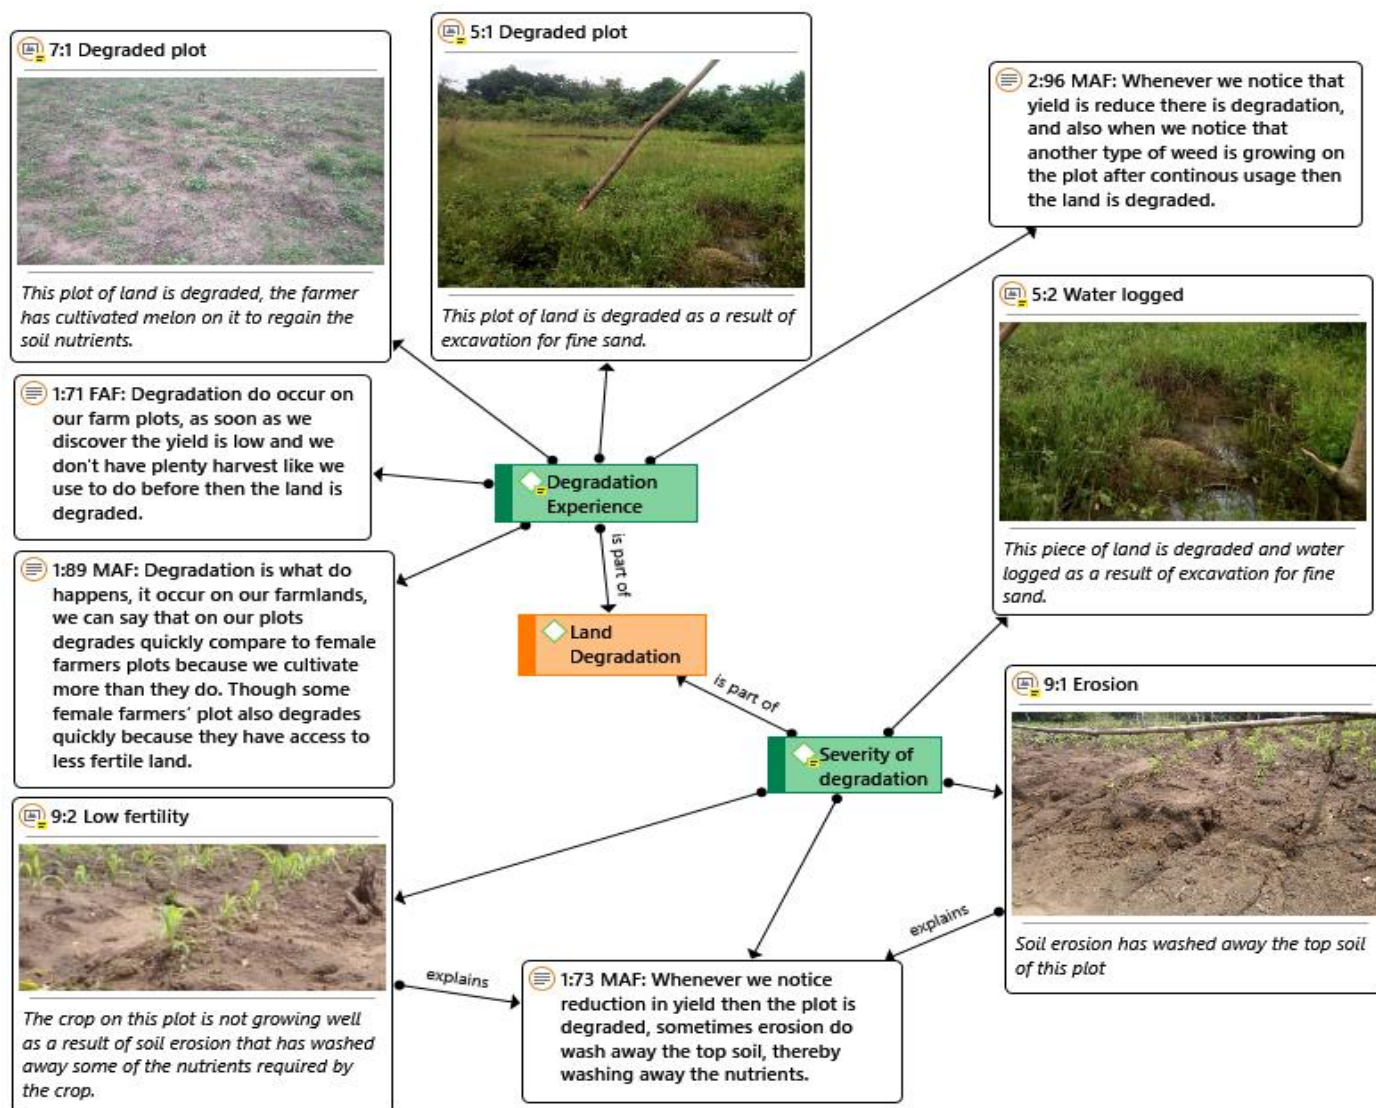 7:1 Degraded plot
This plot of land is degraded, the farmer
has cultivated melon on it to regain the
soil nutrients.
5:1 Degraded plot
This plot of land is degraded as a result of
excavation for fine sand.
2:96 MAF: Whenever we notice that
yield is reduce there is degradation,
and also when we notice that
another type of weed is growing on
the plot after continous usage then
the land is degraded.
1:71 FAF: Degradation do occur on
our farm plots, as soon as we
discover the yield is low and we
don't have plenty harvest like we
use to do before then the land is
degraded.
5:2 Water logged
This piece of land is degraded and water
logged as a result of excavation for fine
sand.
Degradation
Experience
is part of
1:89 MAF: Degradation is what do
happens, it occur on our farmlands,
we can say that on our plots
degrades quickly compare to female
farmers plots because we cultivate
more than they do. Though some
female farmers' plot also degrades
quickly because they have access to
less fertile land.
Land
Degradation
is part of
Severity of
degradation
9:1 Erosion
Soil erosion has washed away the top soil
of this plot
9:2 Low fertility
The crop on this plot is not growing well
as a result of soil erosion that has washed
away some of the nutrients required by
the crop.
explains
explains
1:73 MAF: Whenever we notice
reduction in yield then the plot is
degraded, sometimes erosion do
wash away the top soil, thereby
washing away the nutrients.